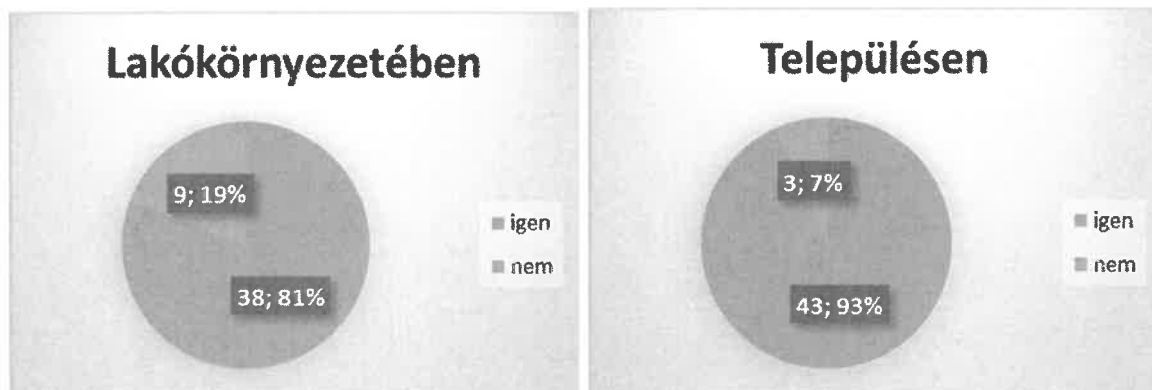 Lakókörnyezetében
9; 19%
38; 81%
igen
nem
Településen
3; 7%
43; 93%
igen
nem